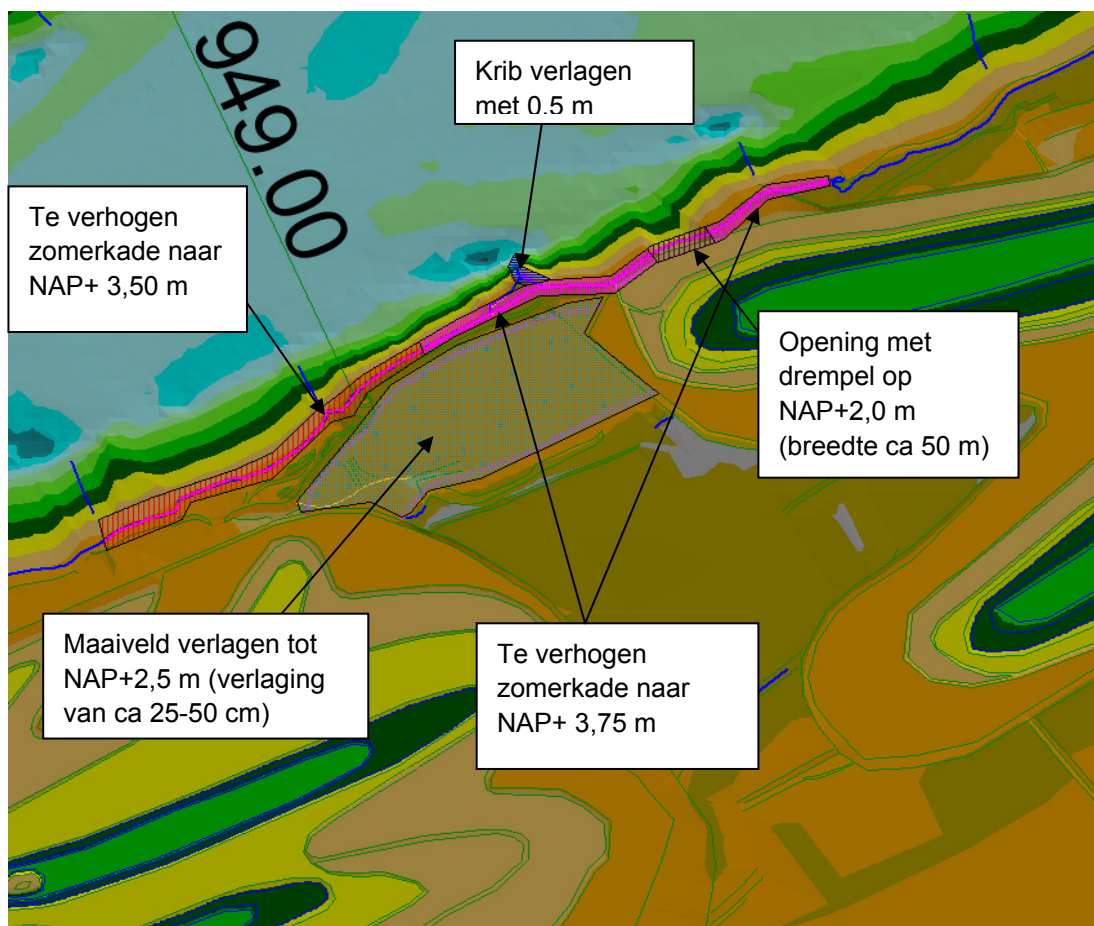 949.00
Krib verlagen
met 0.5 m
Te verhogen
zomerkade naar
NAP+ 3,50 m
Opening met
drempel op
NAP+2,0 m
(breedte ca 50 m)
Maaiveld verlagen tot
NAP+2,5 m (verlaging
van ca 25-50 cm)
Te verhogen
zomerkade naar
NAP+ 3,75 m